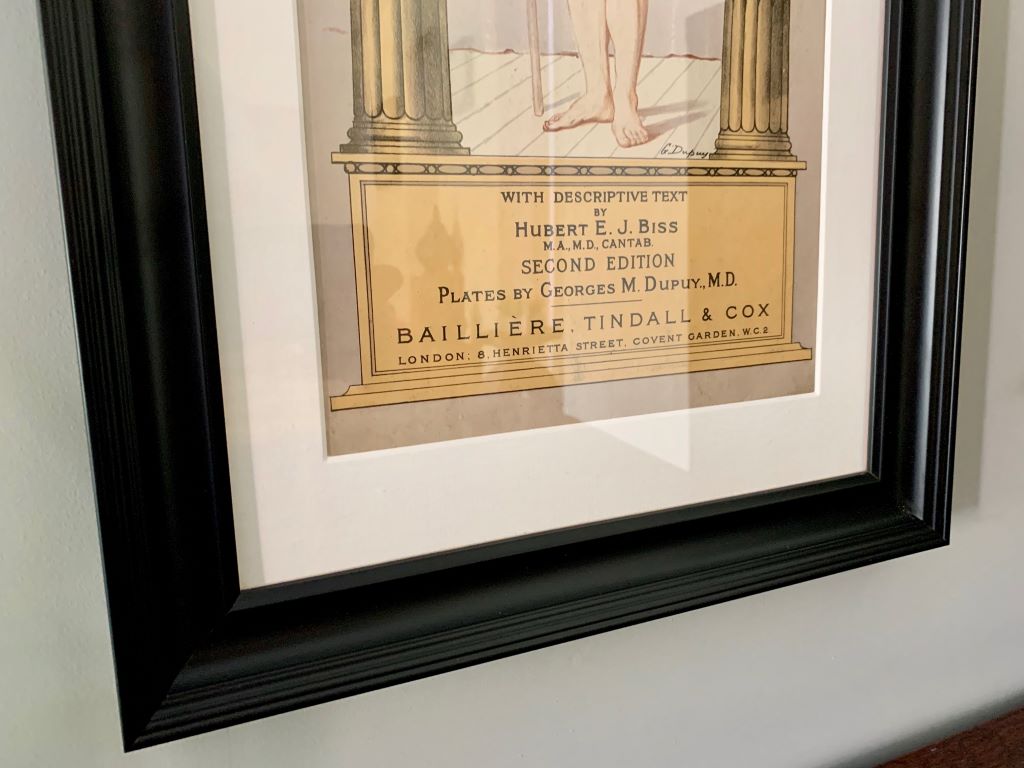 G. Dupuy
WITH DESCRIPTIVE TEXT
BY
HUBERT E. J. BISS
M.A., M.D., CANTAB.
SECOND EDITION
PLATES BY GEORGES M. DUPUY., M.D.
BAILLIÈRE, TINDALL & COX
LONDON: 8, HENRIETTA STREET, COVENT GARDEN, W.C.2